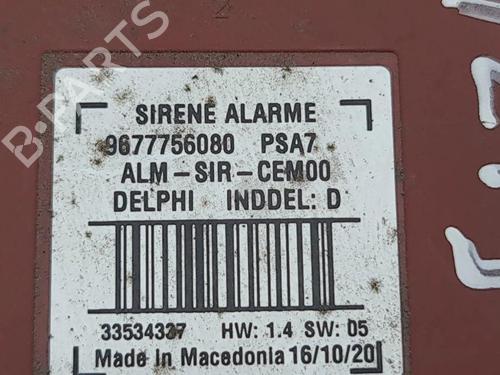 B-PARTS
SIRENE ALARME
9677756080 PSA7
ALM-SIR-CEM00
DELPHI INDDEL: D
33534327 HW: 1.4 SW: 05
Made In Macedonia 16/10/20